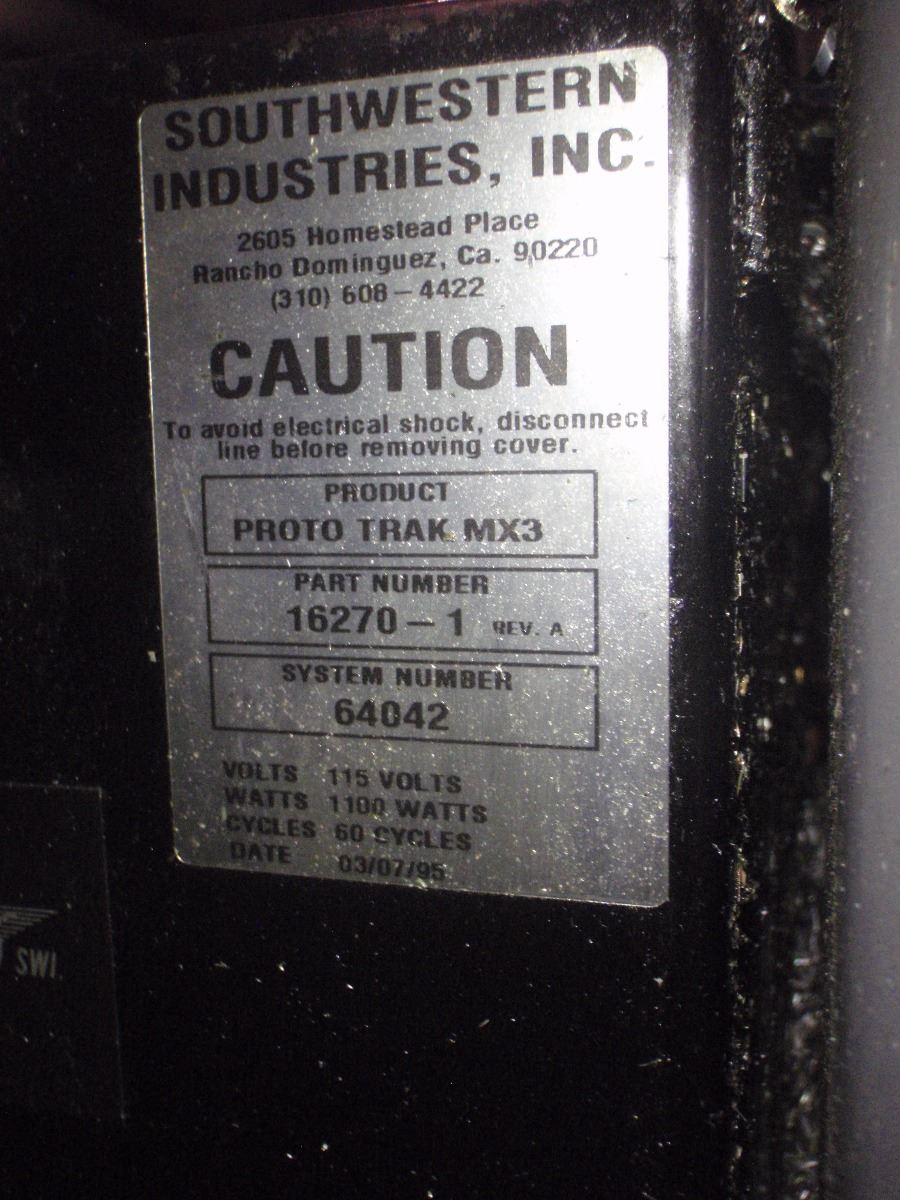 SOUTHWESTERN
INDUSTRIES, INC.
2605 Homestead Place
Rancho Dominguez, Ca. 90220
(310) 608-4422
CAUTION
To avoid electrical shock, disconnect
line before removing cover.
PRODUCT
PROTO TRAK MX3
PART NUMBER
16270-1 REV. A
SYSTEM NUMBER
64042
VOLTS 115 VOLTS
WATTS 1100 WATTS
CYCLES 60 CYCLES
DATE 03/07/95
SWI